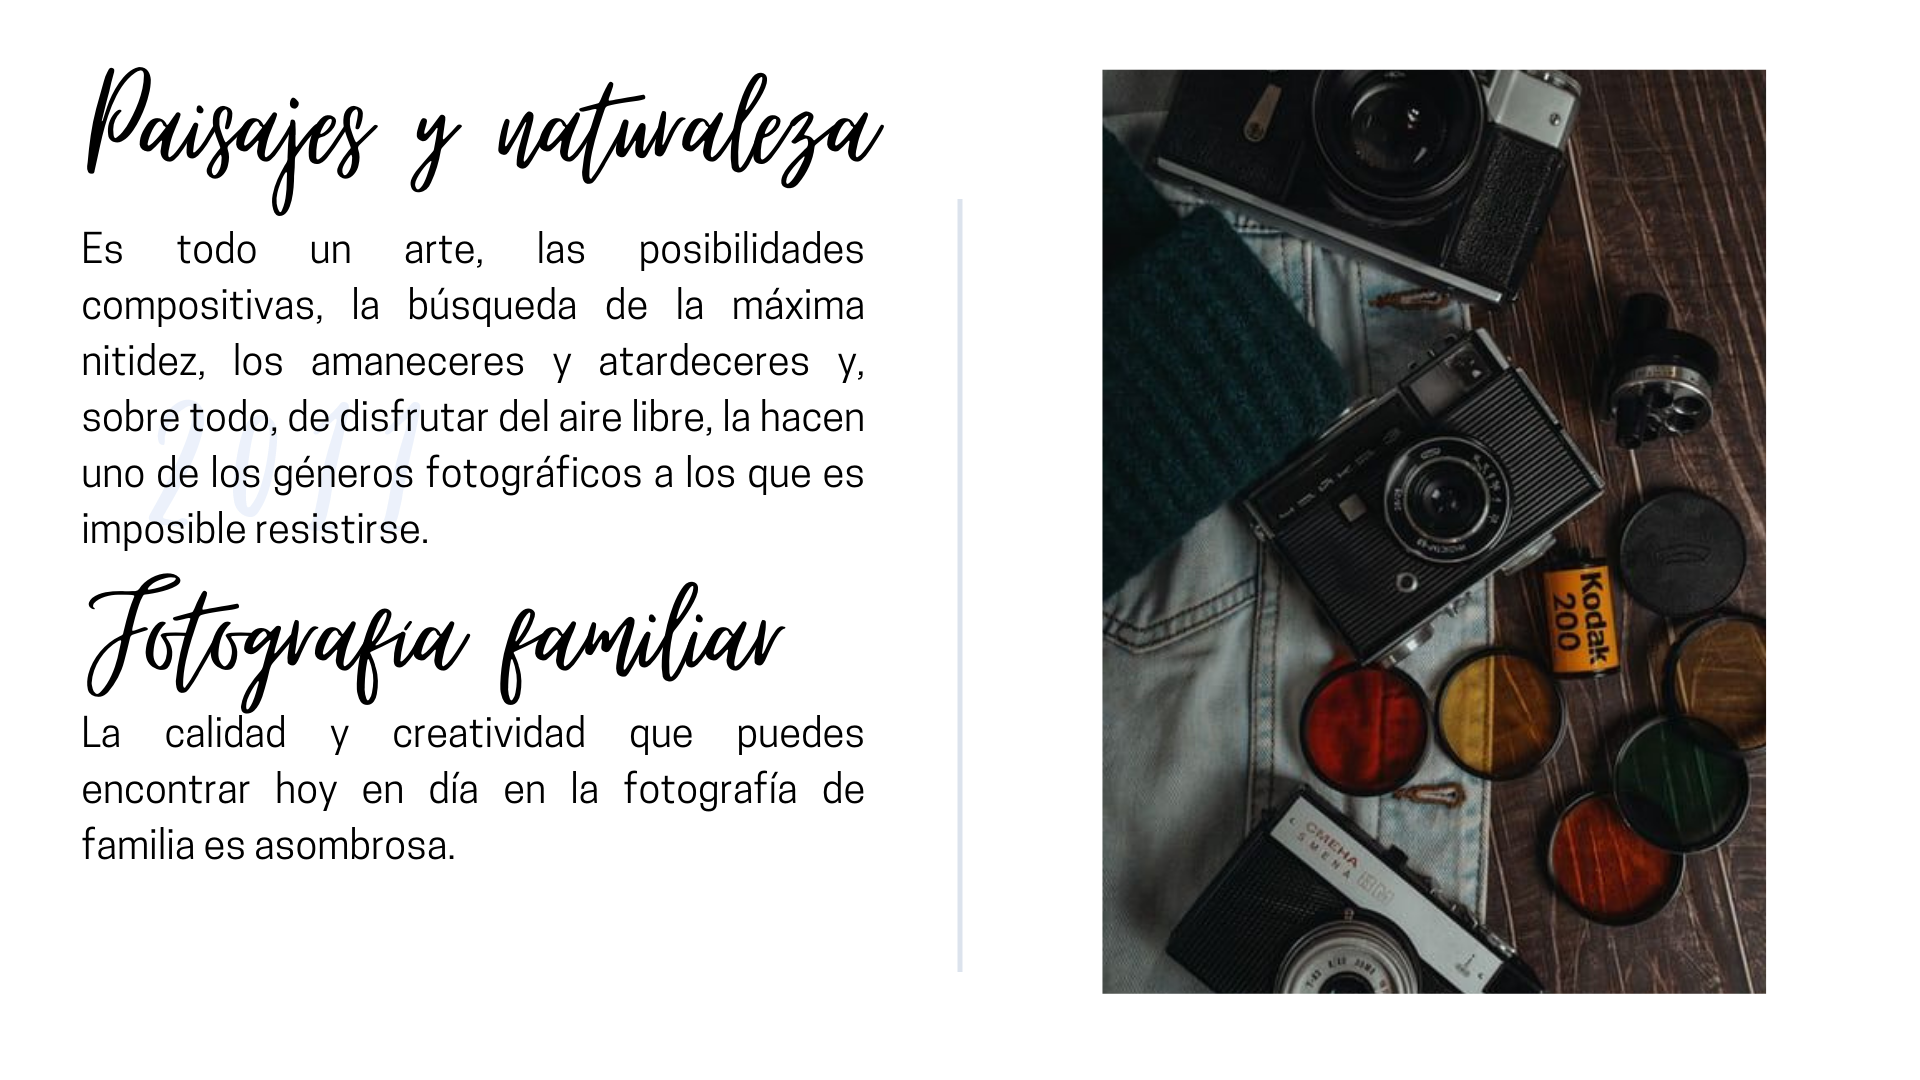 Paisajes y naturaleza
Es todo un arte, las posibilidades
compositivas, la búsqueda de la máxima
nitidez, los amaneceres y atardeceres y,
sobre todo, de disfrutar del aire libre, la hacen
uno de los géneros fotográficos a los que es
imposible resistirse.
2017
Fotografía familiar
La calidad y creatividad que puedes
encontrar hoy en día en la fotografía de
familia es asombrosa.
Kodak
200
СМЕНА
SMENA
8M